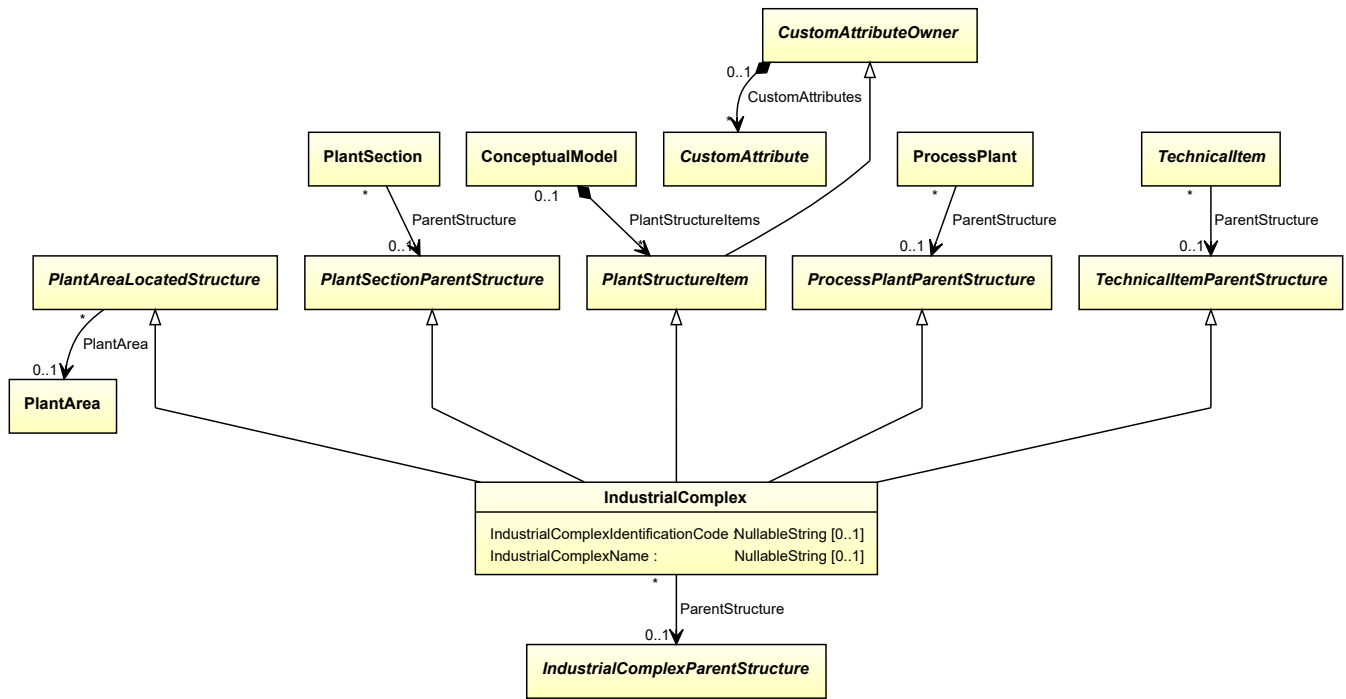 CustomAttributeOwner
0..1
CustomAttributes
*
PlantSection
ConceptualModel
CustomAttribute
ProcessPlant
TechnicalItem
*
0..1
*
*
ParentStructure
PlantStructureItems
ParentStructure
ParentStructure
0..1
*
0..1
0..1
PlantAreaLocatedStructure
PlantSectionParentStructure
PlantStructureItem
ProcessPlantParentStructure
TechnicalItemParentStructure
*
PlantArea
0..1
PlantArea
IndustrialComplex
IndustrialComplexIdentificationCode : NullableString [0..1]
IndustrialComplexName : NullableString [0..1]
*
ParentStructure
0..1
IndustrialComplexParentStructure